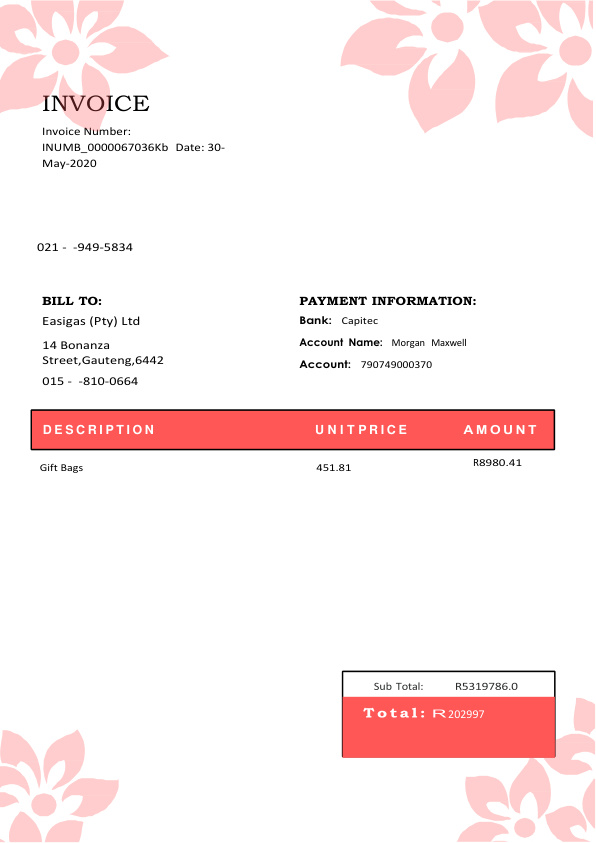 INVOICE
Invoice Number:
INUMB_0000067036Kb Date: 30-
May-2020
021 - -949-5834
BILL TO:
Easigas (Pty) Ltd
14 Bonanza
Street,Gauteng,6442
015 - -810-0664
PAYMENT INFORMATION:
Bank: Capitec
Account Name: Morgan Maxwell
Account: 790749000370
DESCRIPTION UNITPRICE AMOUNT
Gift Bags 451.81 R8980.41
Sub Total: R5319786.0
Total: R202997